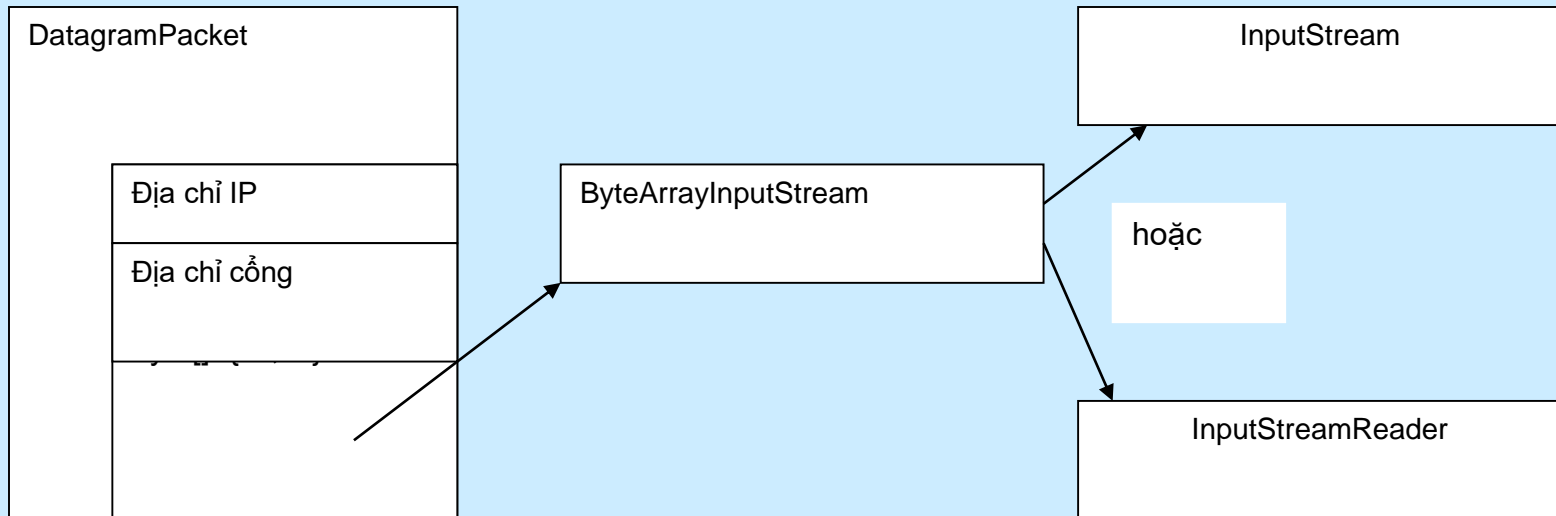 DatagramPacket
InputStream
Địa chỉ IP
ByteArrayInputStream
hoặc
Địa chỉ cổng
InputStreamReader